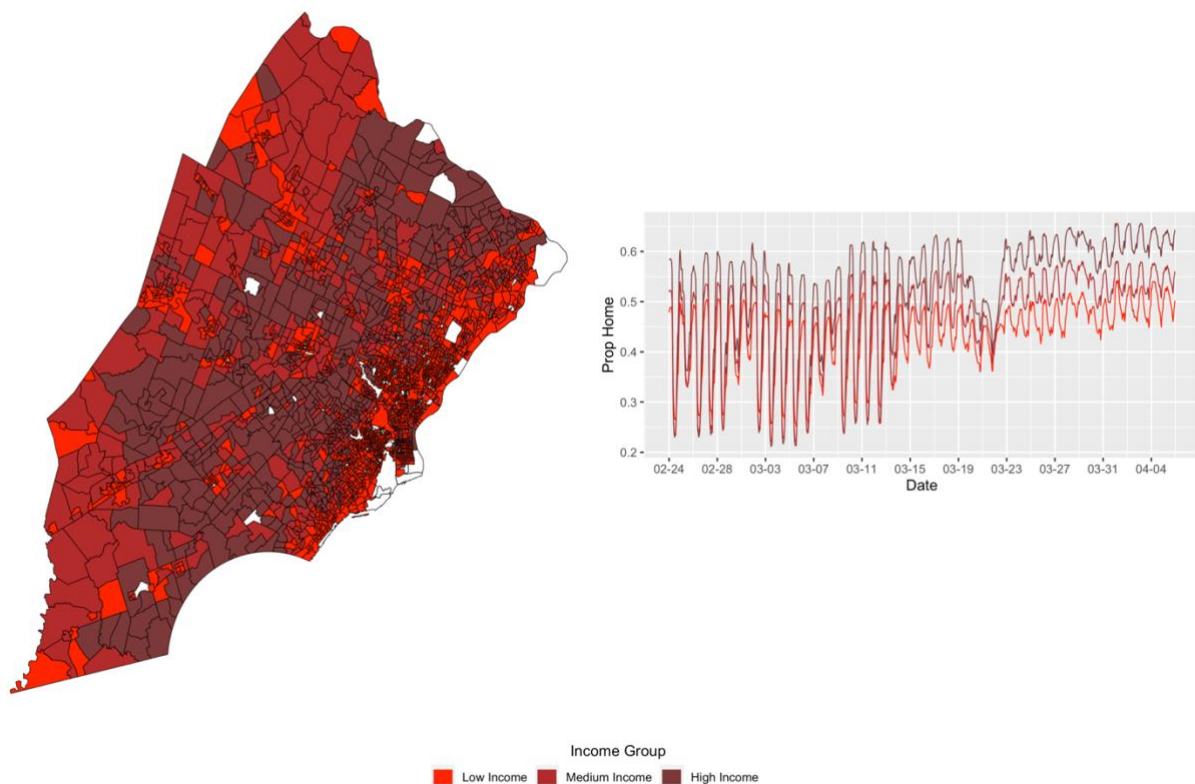 0.6
0.5
0.4
0.3
0.2
Prop Home
02-24 02-28 03-03 03-07 03-11 03-15 03-19 03-23 03-27 03-31 04-04
Date
Income Group
Low Income Medium Income High Income